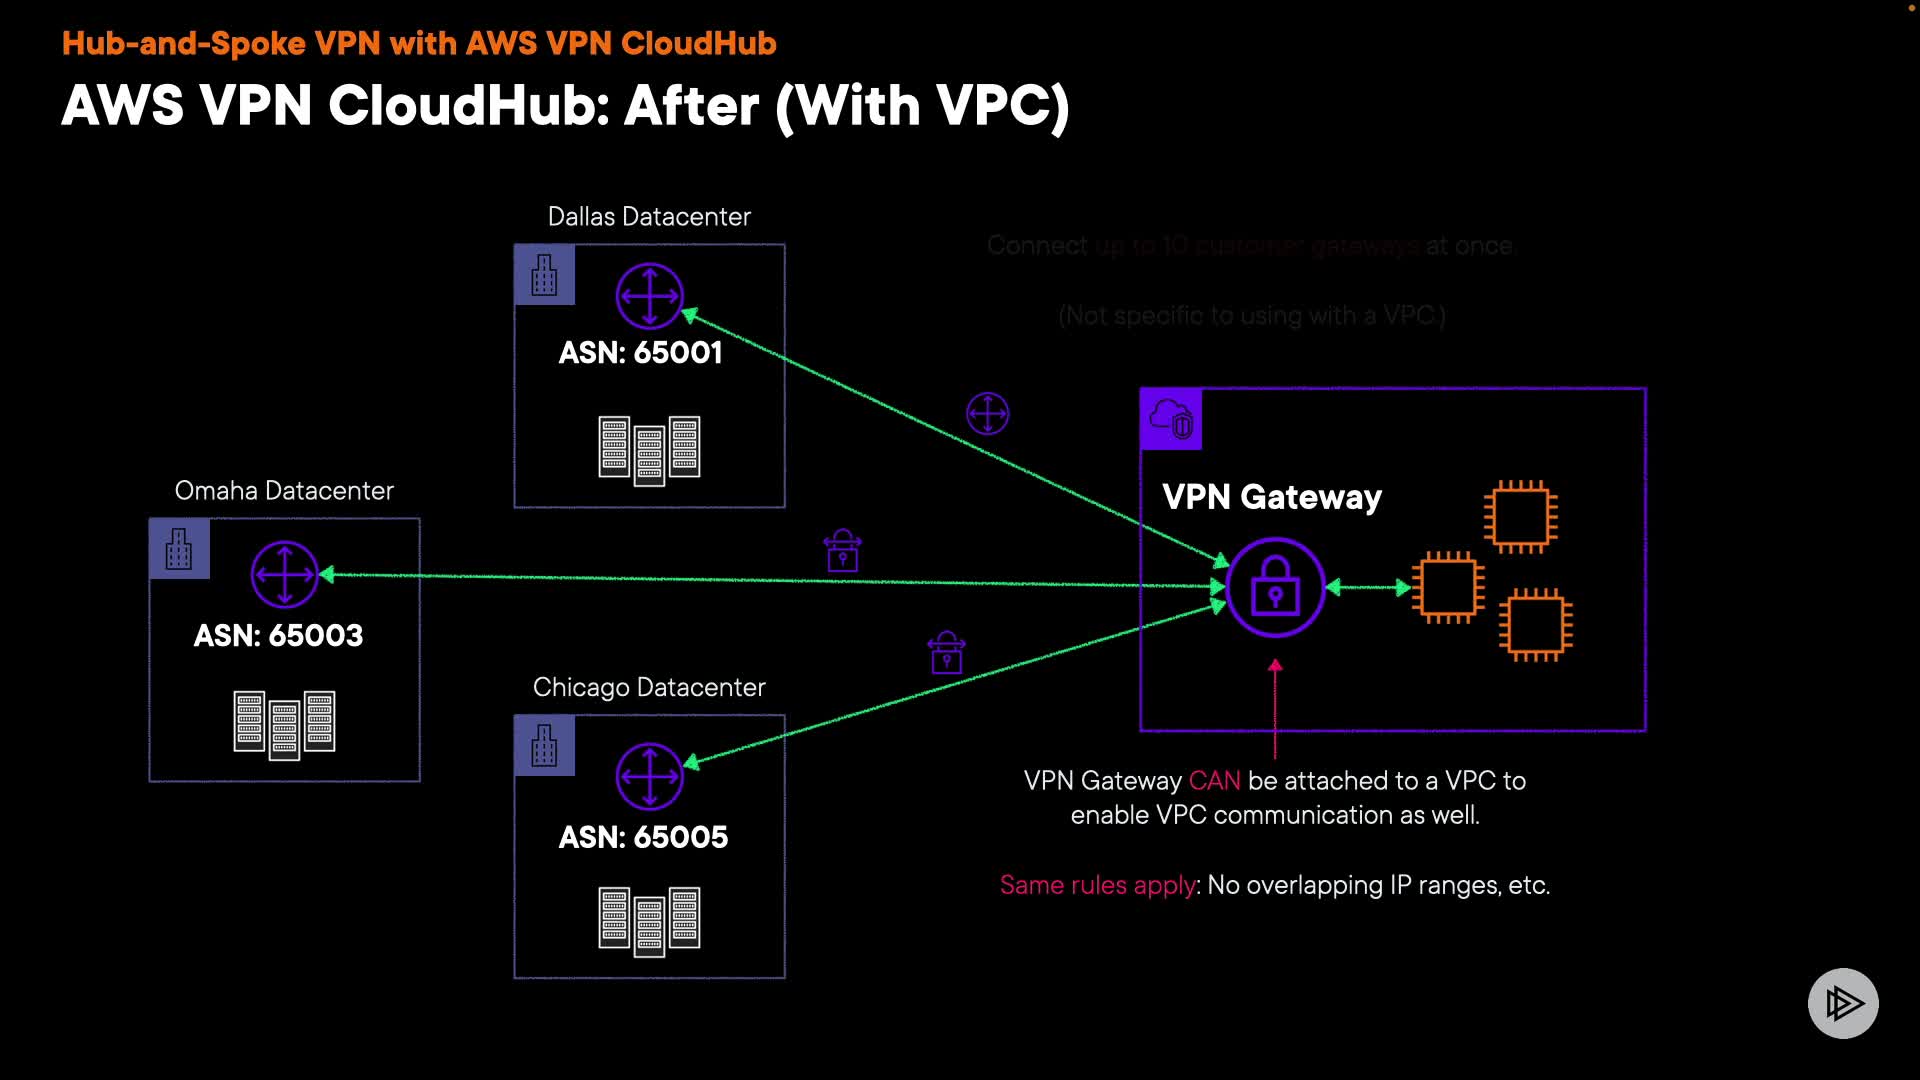 Hub-and-Spoke VPN with AWS VPN CloudHub
AWS VPN CloudHub: After (With VPC)
Dallas Datacenter
Connect up to 10 customer gateways at once.
(Not specific to using with a VPC.)
ASN: 65001
Omaha Datacenter
VPN Gateway
ASN: 65003
Chicago Datacenter
VPN Gateway CAN be attached to a VPC to
enable VPC communication as well.
ASN: 65005
Same rules apply: No overlapping IP ranges, etc.